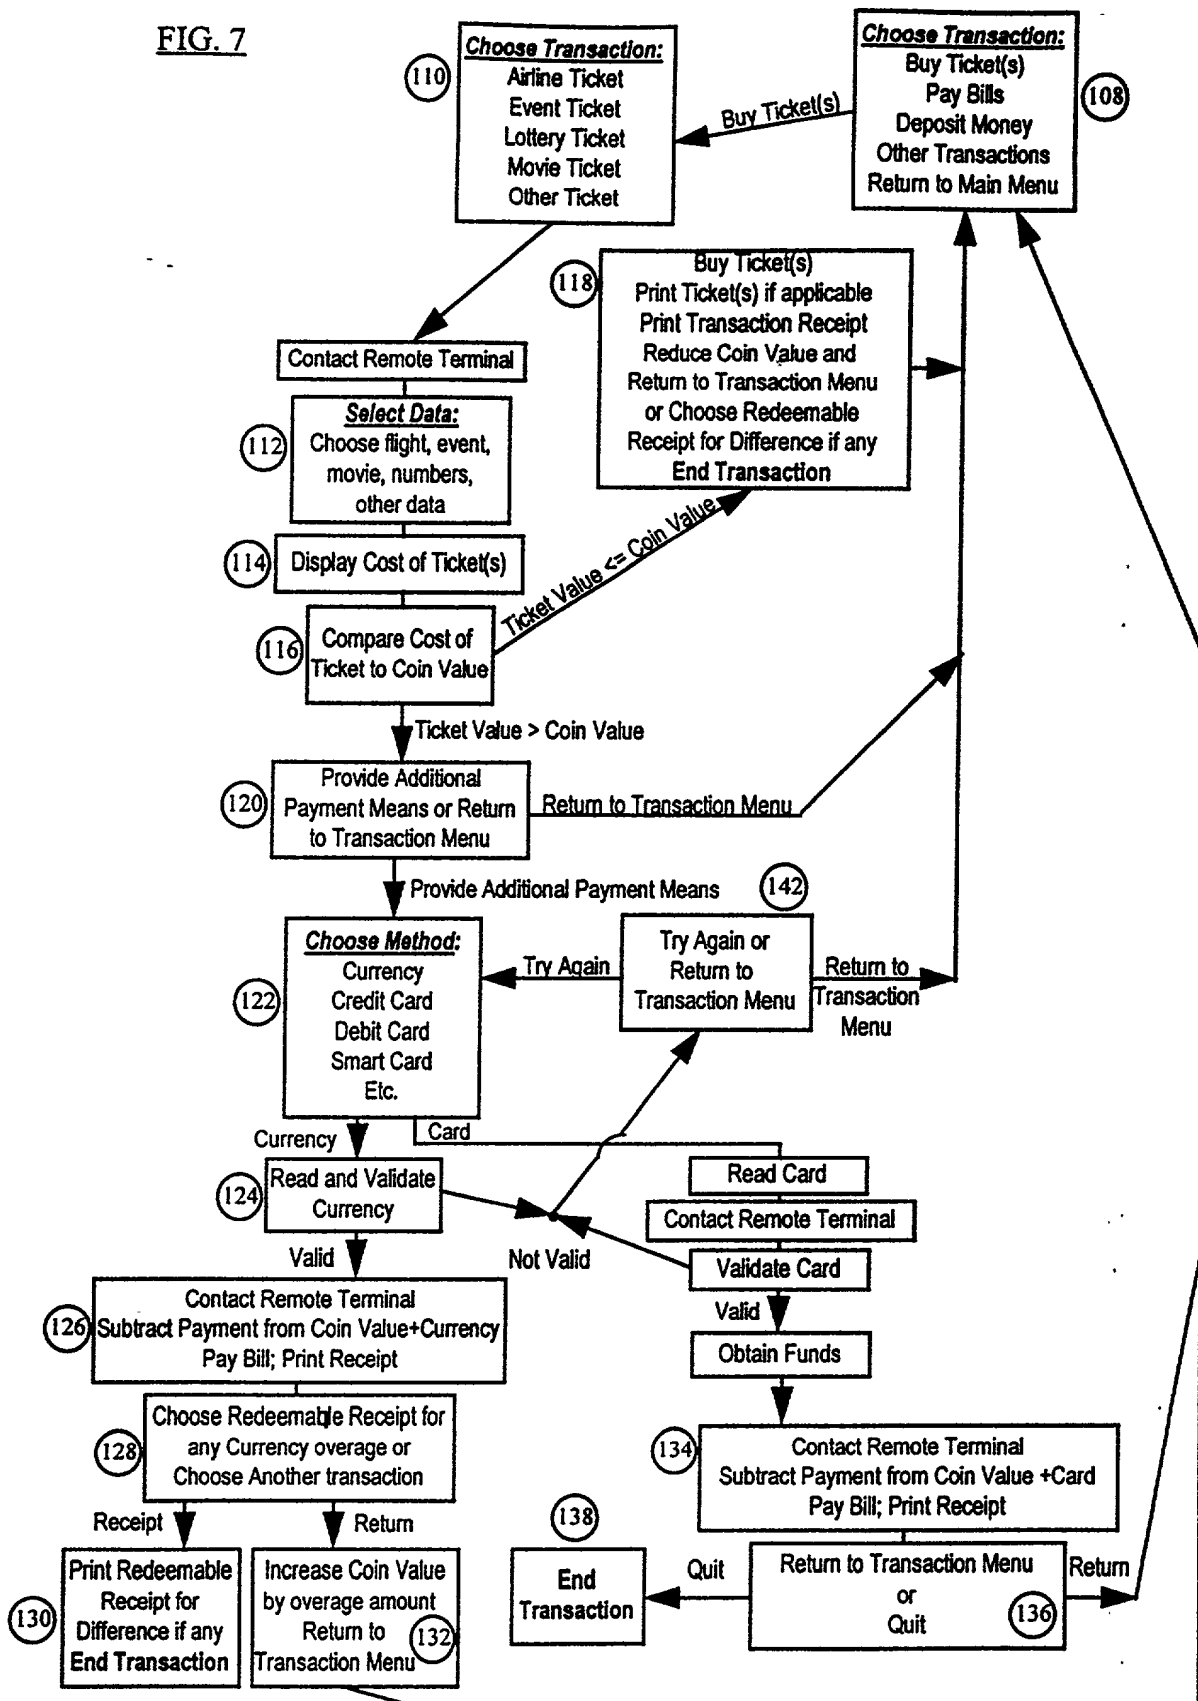 FIG. 7
110
Choose Transaction:
Airline Ticket
Event Ticket
Lottery Ticket
Movie Ticket
Other Ticket
Buy Ticket(s)
Choose Transaction:
Buy Ticket(s)
Pay Bills
Deposit Money
Other Transactions
Return to Main Menu
108
118
Buy Ticket(s)
Print Ticket(s) if applicable
Print Transaction Receipt
Reduce Coin Value and
Return to Transaction Menu
or Choose Redeemable
Receipt for Difference if any
End Transaction
Contact Remote Terminal
112
Select Data:
Choose flight, event,
movie, numbers,
other data
114
Display Cost of Ticket(s)
116
Compare Cost of
Ticket to Coin Value
Ticket Value <= Coin Value
Ticket Value > Coin Value
120
Provide Additional
Payment Means or Return
to Transaction Menu
Return to Transaction Menu
Provide Additional Payment Means
142
122
Choose Method:
Currency
Credit Card
Debit Card
Smart Card
Etc.
Try Again
Try Again or
Return to
Transaction Menu
Return to
Transaction
Menu
Currency
Card
124
Read and Validate
Currency
Read Card
Contact Remote Terminal
Validate Card
Not Valid
Valid
Valid
126
Contact Remote Terminal
Subtract Payment from Coin Value+Currency
Pay Bill; Print Receipt
Obtain Funds
128
Choose Redeemable Receipt for
any Currency overage or
Choose Another transaction
134
Contact Remote Terminal
Subtract Payment from Coin Value +Card
Pay Bill; Print Receipt
Receipt
Return
138
130
Print Redeemable
Receipt for
Difference if any
End Transaction
Increase Coin Value
by overage amount
Return to
Transaction Menu
132
End
Transaction
Quit
Return to Transaction Menu
or
Quit
136
Return